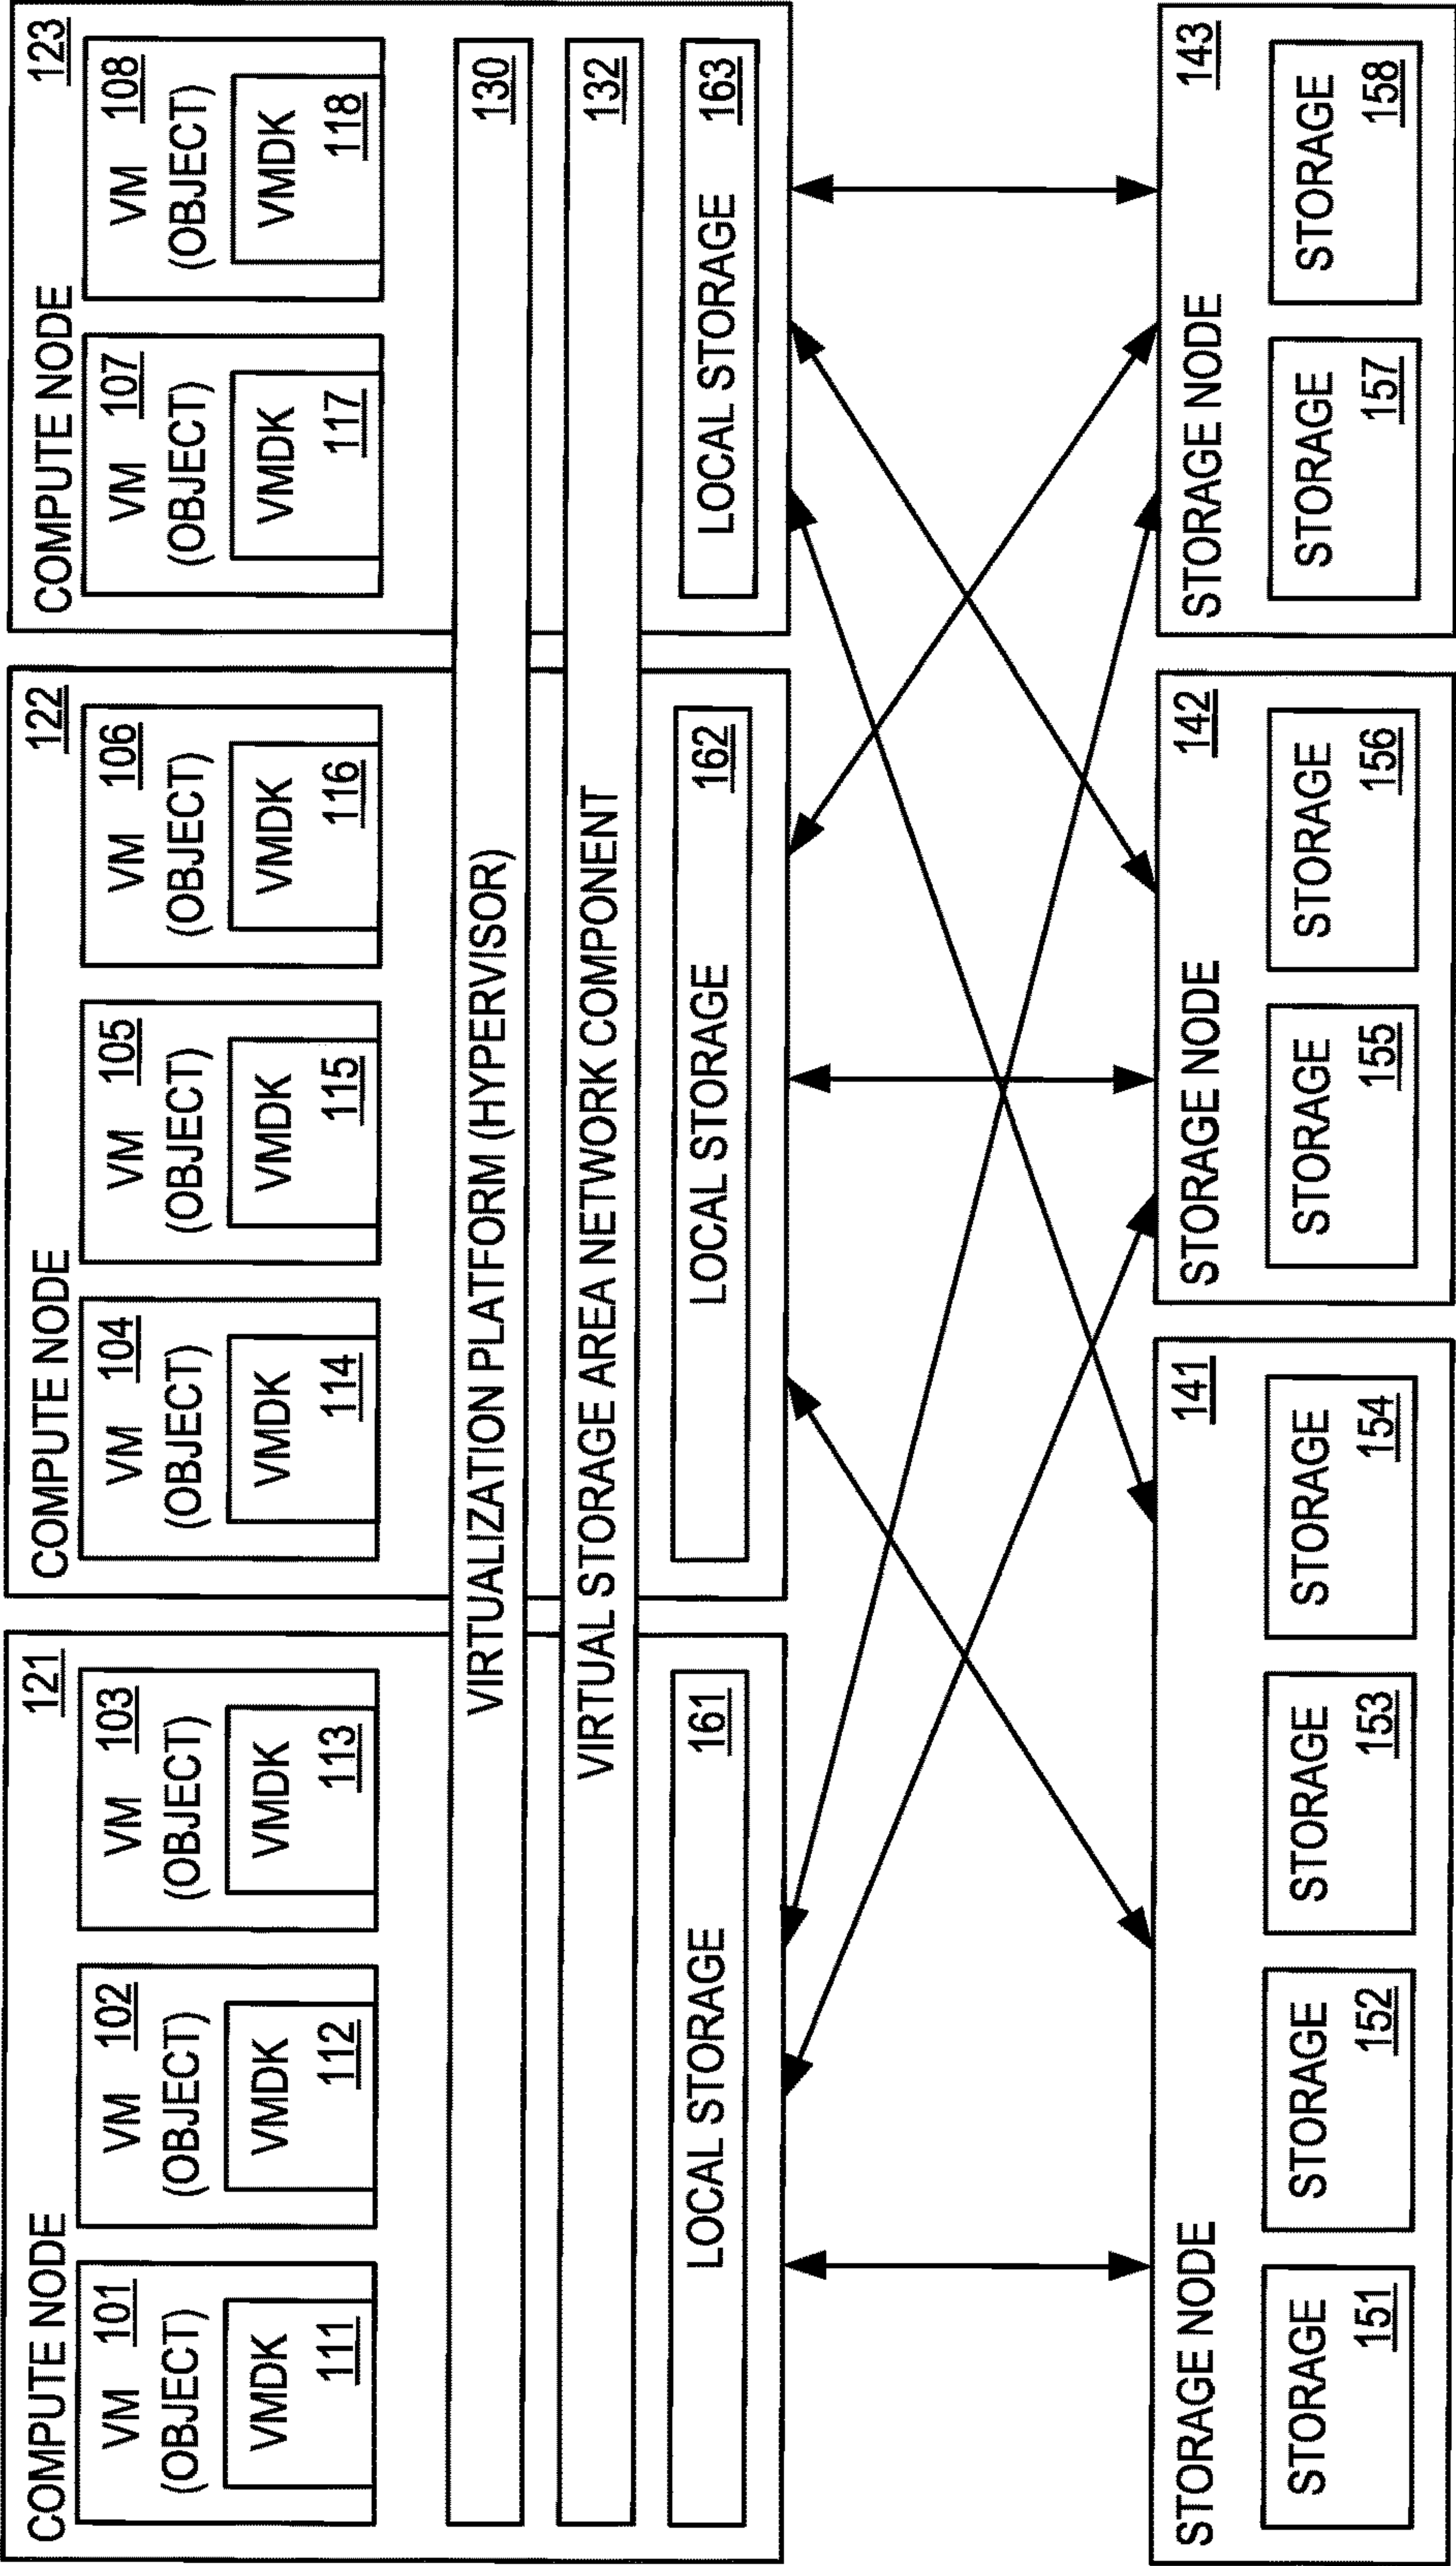 COMPUTE NODE 121
VM 101
(OBJECT)
VMDK
111
VM 102
(OBJECT)
VMDK
112
VM 103
(OBJECT)
VMDK
113
COMPUTE NODE 122
VM 104
(OBJECT)
VMDK
114
VM 105
(OBJECT)
VMDK
115
VM 106
(OBJECT)
VMDK
116
COMPUTE NODE 123
VM 107
(OBJECT)
VMDK
117
VM 108
(OBJECT)
VMDK
118
VIRTUALIZATION PLATFORM (HYPERVISOR) 130
VIRTUAL STORAGE AREA NETWORK COMPONENT 132
LOCAL STORAGE 161
LOCAL STORAGE 162
LOCAL STORAGE 163
STORAGE NODE 141
STORAGE
151
STORAGE
152
STORAGE
153
STORAGE
154
STORAGE NODE 142
STORAGE
155
STORAGE
156
STORAGE NODE 143
STORAGE
157
STORAGE
158